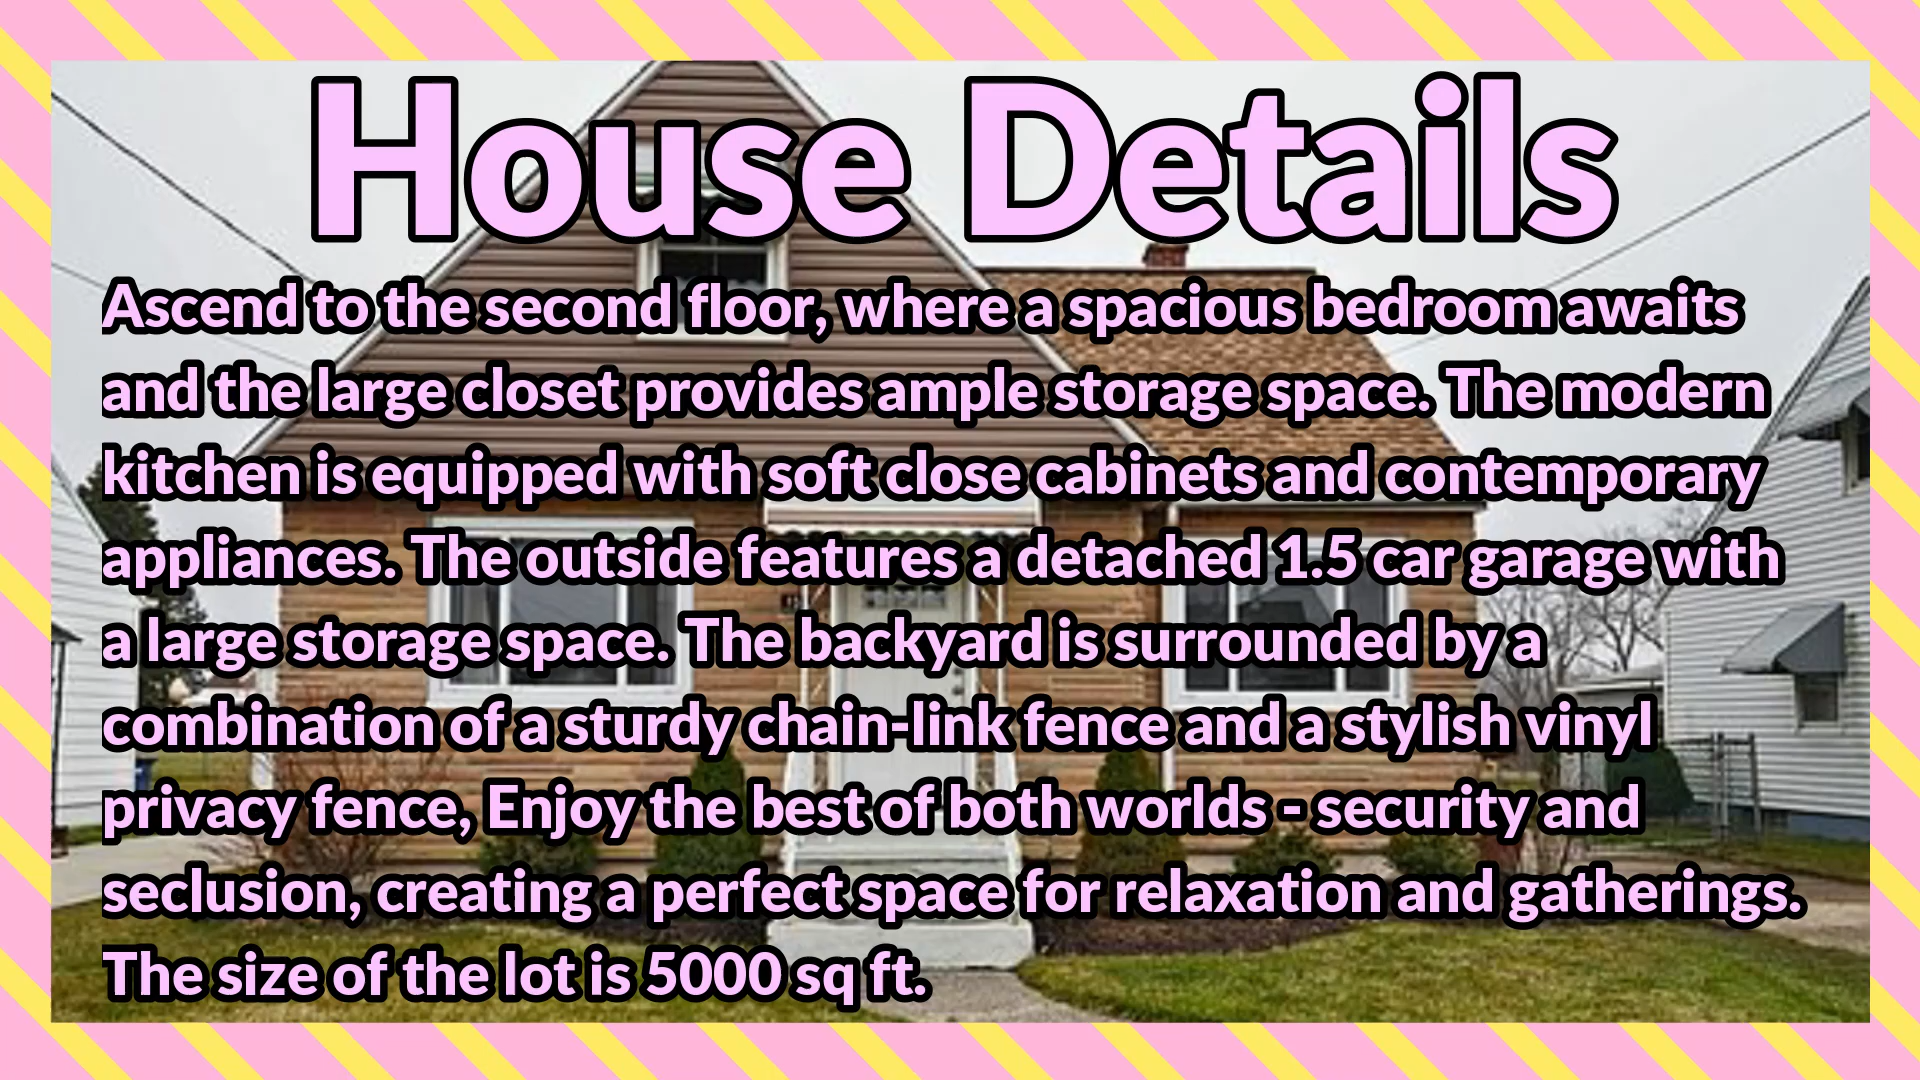 House Details
Ascend to the second floor, where a spacious bedroom awaits
and the large closet provides ample storage space. The modern
kitchen is equipped with soft close cabinets and contemporary
appliances. The outside features a detached 1.5 car garage with
a large storage space. The backyard is surrounded by a
combination of a sturdy chain-link fence and a stylish vinyl
privacy fence, Enjoy the best of both worlds - security and
seclusion, creating a perfect space for relaxation and gatherings.
The size of the lot is 5000 sq ft.